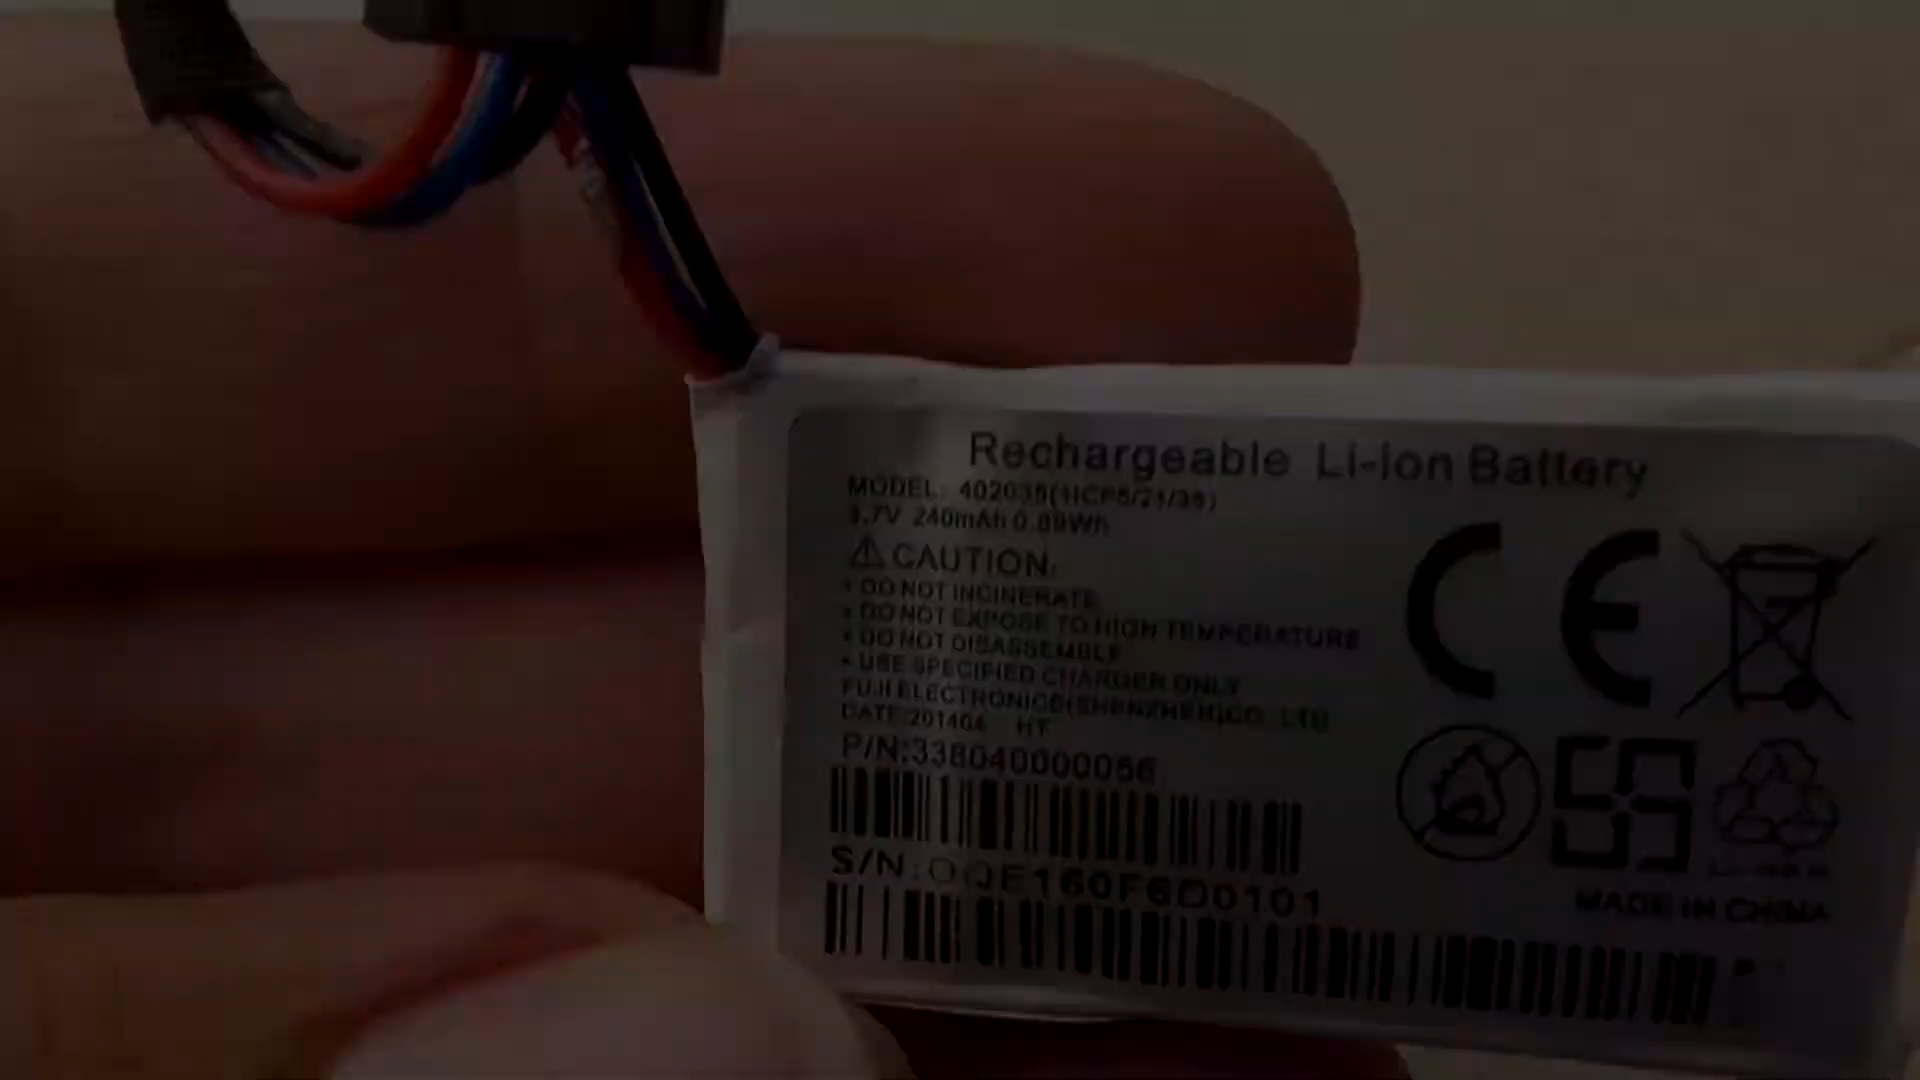 Rechargeable Li-ion Battery
MODEL: 402035(1ICP5/21/38)
3.7V 240mAh 0.89Wh
CAUTION:
• DO NOT INCINERATE
• DO NOT EXPOSE TO HIGH TEMPERATURE
• DO NOT DISASSEMBLE
• USE SPECIFIED CHARGER ONLY
FUJI ELECTRONICS(SHENZHEN)CO.,LTD
DATE:201404 HT
P/N:338040000056
S/N:OQE160F6D0101
CE
MADE IN CHINA